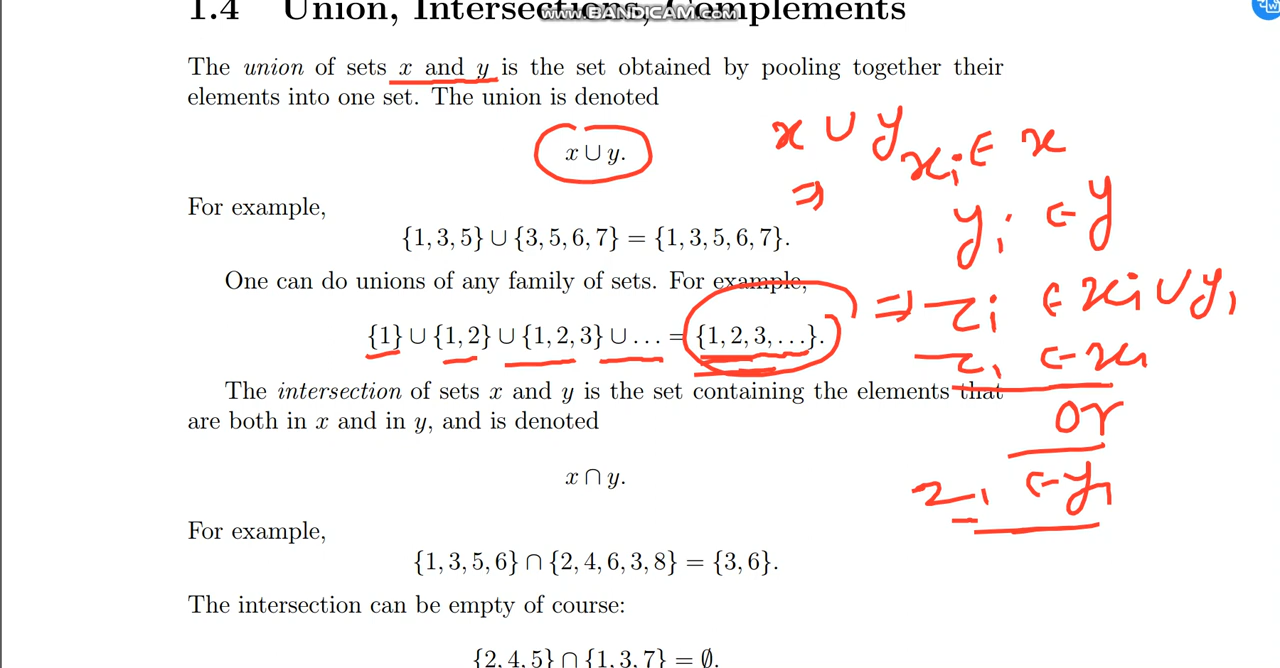 1.4 Union, Intersections, Complements
www.BANDICAM.com
The union of sets x and y is the set obtained by pooling together their
elements into one set. The union is denoted
x ∪ y.
x ∪ y
xᵢ ∈ x
⇒
yᵢ ∈ y
For example,
{1, 3, 5} ∪ {3, 5, 6, 7} = {1, 3, 5, 6, 7}.
One can do unions of any family of sets. For example,
{1} ∪ {1, 2} ∪ {1, 2, 3} ∪ . . . = {1, 2, 3, . . .}.
⇒ zᵢ ∈ xᵢ ∪ yᵢ
zᵢ ∈ xᵢ
or
zᵢ ∈ yᵢ
The intersection of sets x and y is the set containing the elements that
are both in x and in y, and is denoted
x ∩ y.
For example,
{1, 3, 5, 6} ∩ {2, 4, 6, 3, 8} = {3, 6}.
The intersection can be empty of course:
{2, 4, 5} ∩ {1, 3, 7} = ∅.